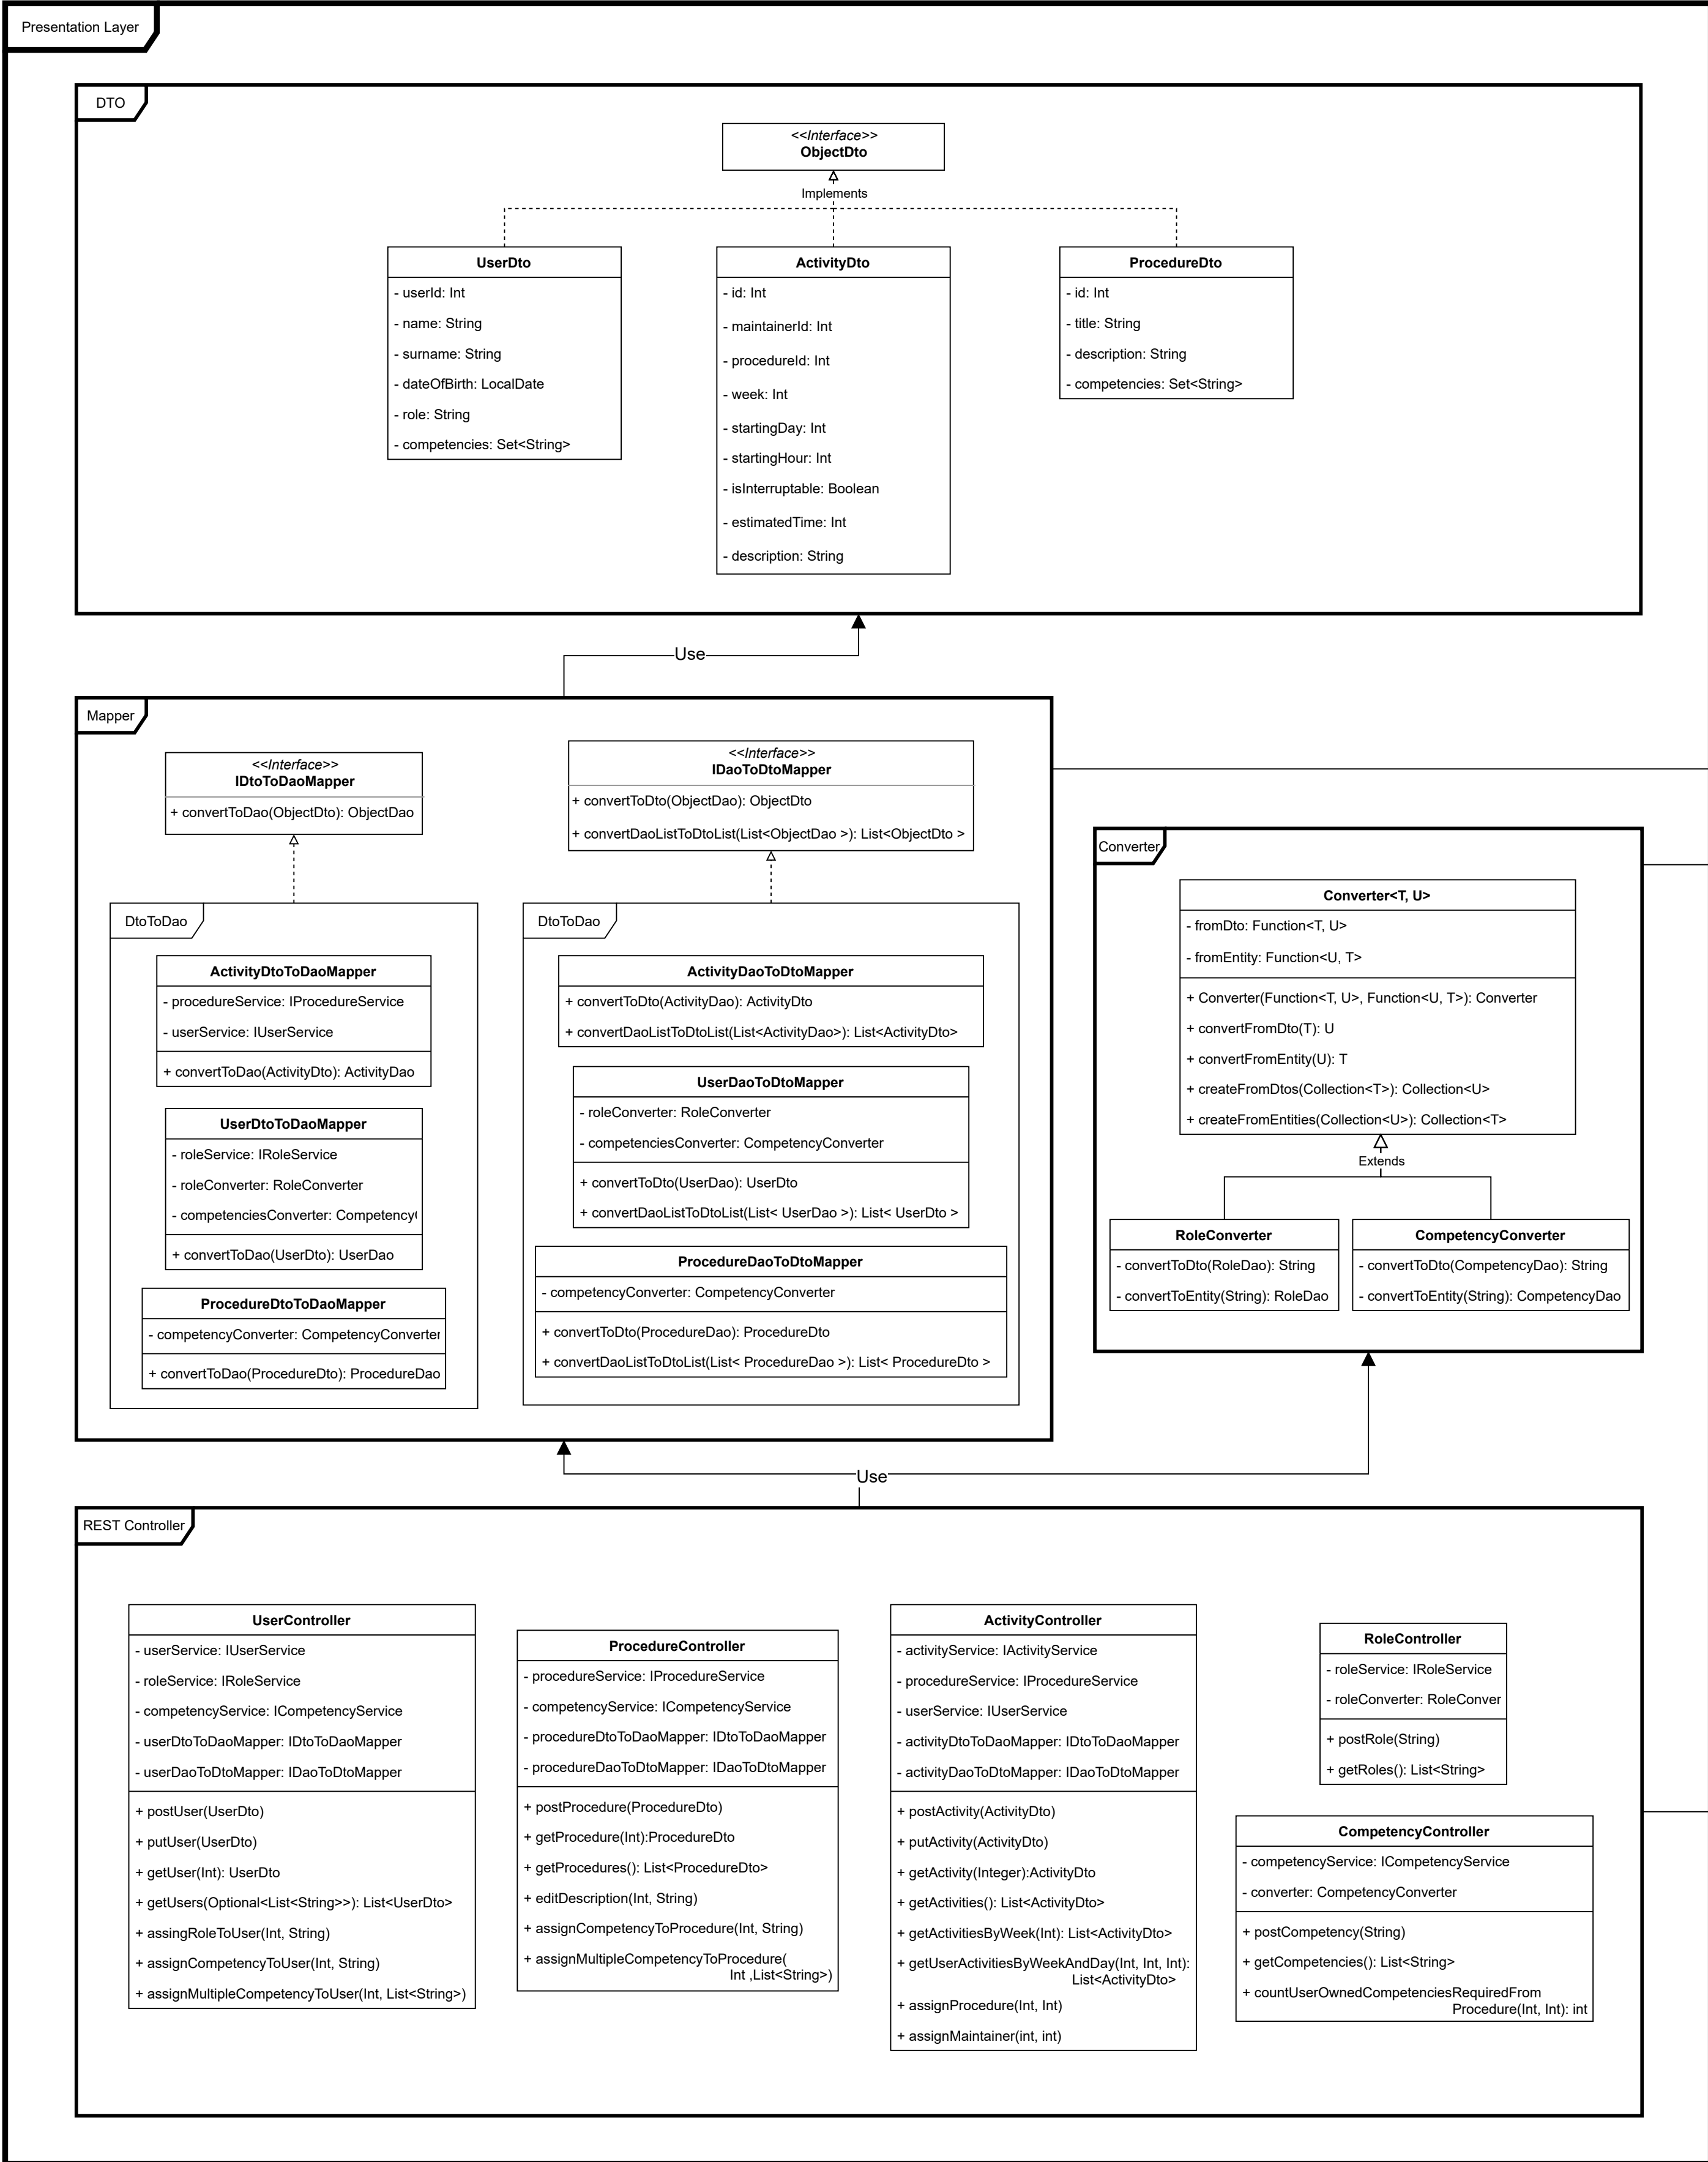 Presentation Layer
DTO
<<Interface>>
ObjectDto
Implements
UserDto
- userId: Int
- name: String
- surname: String
- dateOfBirth: LocalDate
- role: String
- competencies: Set<String>
ActivityDto
- id: Int
- maintainerId: Int
- procedureId: Int
- week: Int
- startingDay: Int
- startingHour: Int
- isInterruptable: Boolean
- estimatedTime: Int
- description: String
ProcedureDto
- id: Int
- title: String
- description: String
- competencies: Set<String>
Use
Mapper
<<Interface>>
IDtoToDaoMapper
+ convertToDao(ObjectDto): ObjectDao
<<Interface>>
IDaoToDtoMapper
+ convertToDto(ObjectDao): ObjectDto
+ convertDaoListToDtoList(List<ObjectDao >): List<ObjectDto >
DtoToDao
ActivityDtoToDaoMapper
- procedureService: IProcedureService
- userService: IUserService
+ convertToDao(ActivityDto): ActivityDao
UserDtoToDaoMapper
- roleService: IRoleService
- roleConverter: RoleConverter
- competenciesConverter: Competency
+ convertToDao(UserDto): UserDao
ProcedureDtoToDaoMapper
- competencyConverter: CompetencyConverter
+ convertToDao(ProcedureDto): ProcedureDao
DtoToDao
ActivityDaoToDtoMapper
+ convertToDto(ActivityDao): ActivityDto
+ convertDaoListToDtoList(List<ActivityDao>): List<ActivityDto>
UserDaoToDtoMapper
- roleConverter: RoleConverter
- competenciesConverter: CompetencyConverter
+ convertToDto(UserDao): UserDto
+ convertDaoListToDtoList(List< UserDao >): List< UserDto >
ProcedureDaoToDtoMapper
- competencyConverter: CompetencyConverter
+ convertToDto(ProcedureDao): ProcedureDto
+ convertDaoListToDtoList(List< ProcedureDao >): List< ProcedureDto >
Converter
Converter<T, U>
- fromDto: Function<T, U>
- fromEntity: Function<U, T>
+ Converter(Function<T, U>, Function<U, T>): Converter
+ convertFromDto(T): U
+ convertFromEntity(U): T
+ createFromDtos(Collection<T>): Collection<U>
+ createFromEntities(Collection<U>): Collection<T>
Extends
RoleConverter
- convertToDto(RoleDao): String
- convertToEntity(String): RoleDao
CompetencyConverter
- convertToDto(CompetencyDao): String
- convertToEntity(String): CompetencyDao
Use
REST Controller
UserController
- userService: IUserService
- roleService: IRoleService
- competencyService: ICompetencyService
- userDtoToDaoMapper: IDtoToDaoMapper
- userDaoToDtoMapper: IDaoToDtoMapper
+ postUser(UserDto)
+ putUser(UserDto)
+ getUser(Int): UserDto
+ getUsers(Optional<List<String>>): List<UserDto>
+ assingRoleToUser(Int, String)
+ assignCompetencyToUser(Int, String)
+ assignMultipleCompetencyToUser(Int, List<String>)
ProcedureController
- procedureService: IProcedureService
- competencyService: ICompetencyService
- procedureDtoToDaoMapper: IDtoToDaoMapper
- procedureDaoToDtoMapper: IDaoToDtoMapper
+ postProcedure(ProcedureDto)
+ getProcedure(Int):ProcedureDto
+ getProcedures(): List<ProcedureDto>
+ editDescription(Int, String)
+ assignCompetencyToProcedure(Int, String)
+ assignMultipleCompetencyToProcedure(
Int ,List<String>)
ActivityController
- activityService: IActivityService
- procedureService: IProcedureService
- userService: IUserService
- activityDtoToDaoMapper: IDtoToDaoMapper
- activityDaoToDtoMapper: IDaoToDtoMapper
+ postActivity(ActivityDto)
+ putActivity(ActivityDto)
+ getActivity(Integer):ActivityDto
+ getActivities(): List<ActivityDto>
+ getActivitiesByWeek(Int): List<ActivityDto>
+ getUserActivitiesByWeekAndDay(Int, Int, Int):
List<ActivityDto>
+ assignProcedure(Int, Int)
+ assignMaintainer(int, int)
RoleController
- roleService: IRoleService
- roleConverter: RoleConver
+ postRole(String)
+ getRoles(): List<String>
CompetencyController
- competencyService: ICompetencyService
- converter: CompetencyConverter
+ postCompetency(String)
+ getCompetencies(): List<String>
+ countUserOwnedCompetenciesRequiredFrom
Procedure(Int, Int): int